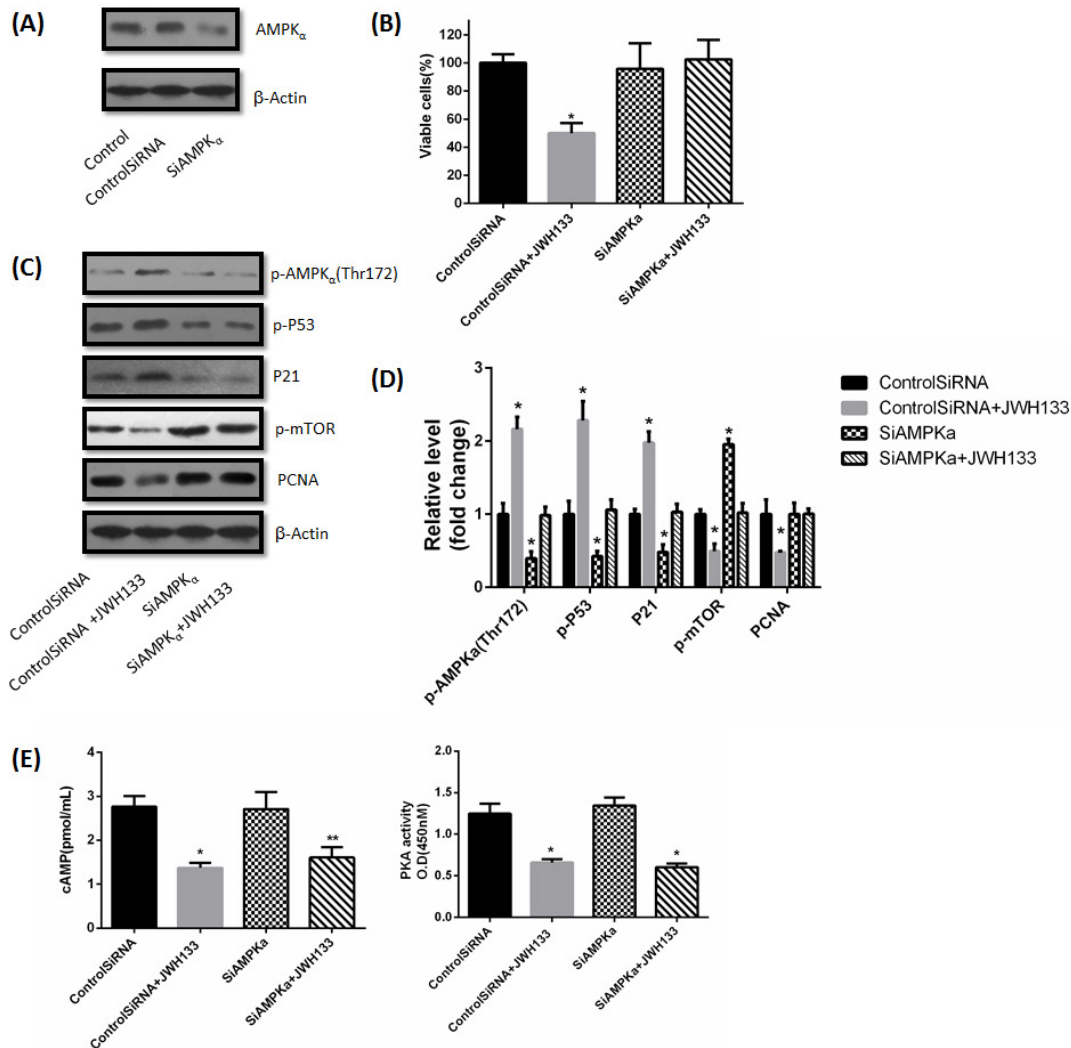 (A)
AMPKα
β-Actin
Control
ControlSiRNA
SiAMPKα
(B)
Viable cells(%)
120
100
80
60
40
20
0
*
ControlSiRNA
ControlSiRNA+JWH133
SiAMPKa
SiAMPKa+JWH133
(C)
p-AMPKα(Thr172)
p-P53
P21
p-mTOR
PCNA
β-Actin
ControlSiRNA
ControlSiRNA +JWH133
SiAMPKα
SiAMPKα+JWH133
(D)
Relative level
(fold change)
3
2
1
0
* * * * * * * * *
p-AMPKa(Thr172)
p-P53
P21
p-mTOR
PCNA
ControlSiRNA
ControlSiRNA+JWH133
SiAMPKa
SiAMPKa+JWH133
(E)
cAMP(pmol/mL)
4
3
2
1
0
*
**
ControlSiRNA
ControlSiRNA+JWH133
SiAMPKa
SiAMPKa+JWH133
PKA activity
O.D(450nM)
2.0
1.5
1.0
0.5
0.0
*
*
ControlSiRNA
ControlSiRNA+JWH133
SiAMPKa
SiAMPKa+JWH133